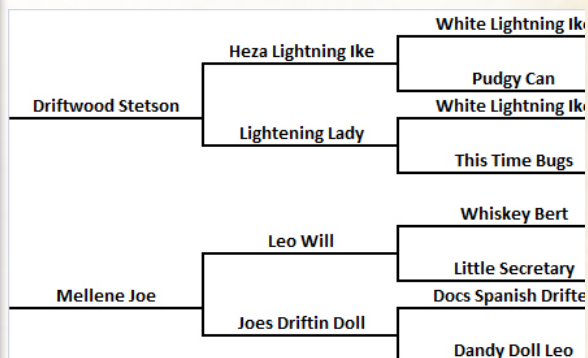 White Lightning Ik
Heza Lightning Ike
Pudgy Can
Driftwood Stetson
White Lightning Ik
Lightening Lady
This Time Bugs
Whiskey Bert
Leo Will
Little Secretary
Mellene Joe
Docs Spanish Drifte
Joes Driftin Doll
Dandy Doll Leo